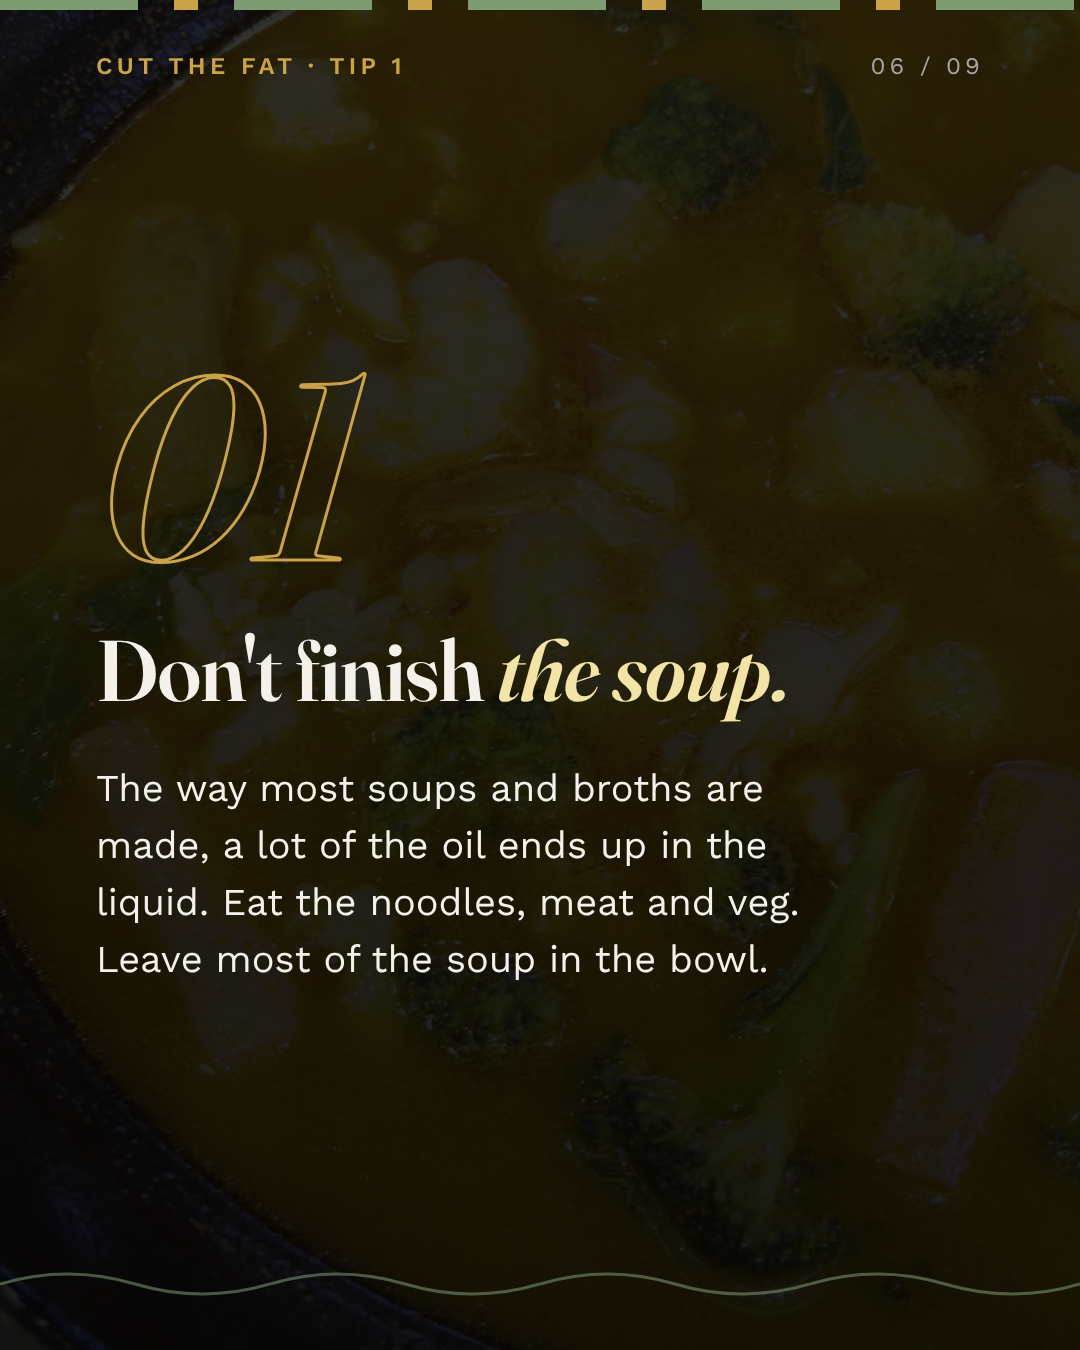 CUT THE FAT · TIP 1
06 / 09
01
Don't finish the soup.
The way most soups and broths are
made, a lot of the oil ends up in the
liquid. Eat the noodles, meat and veg.
Leave most of the soup in the bowl.